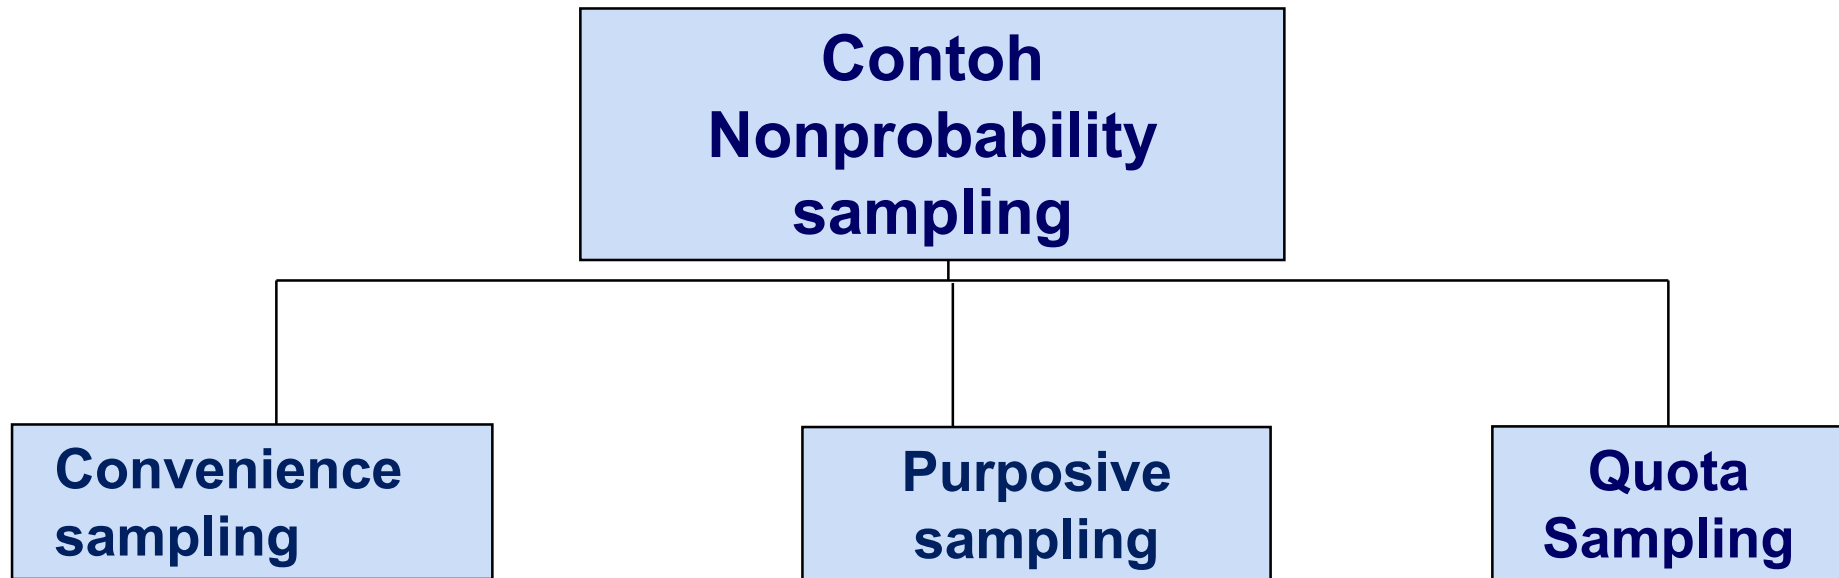 Contoh
Nonprobability
sampling
Convenience
sampling
Purposive
sampling
Quota
Sampling